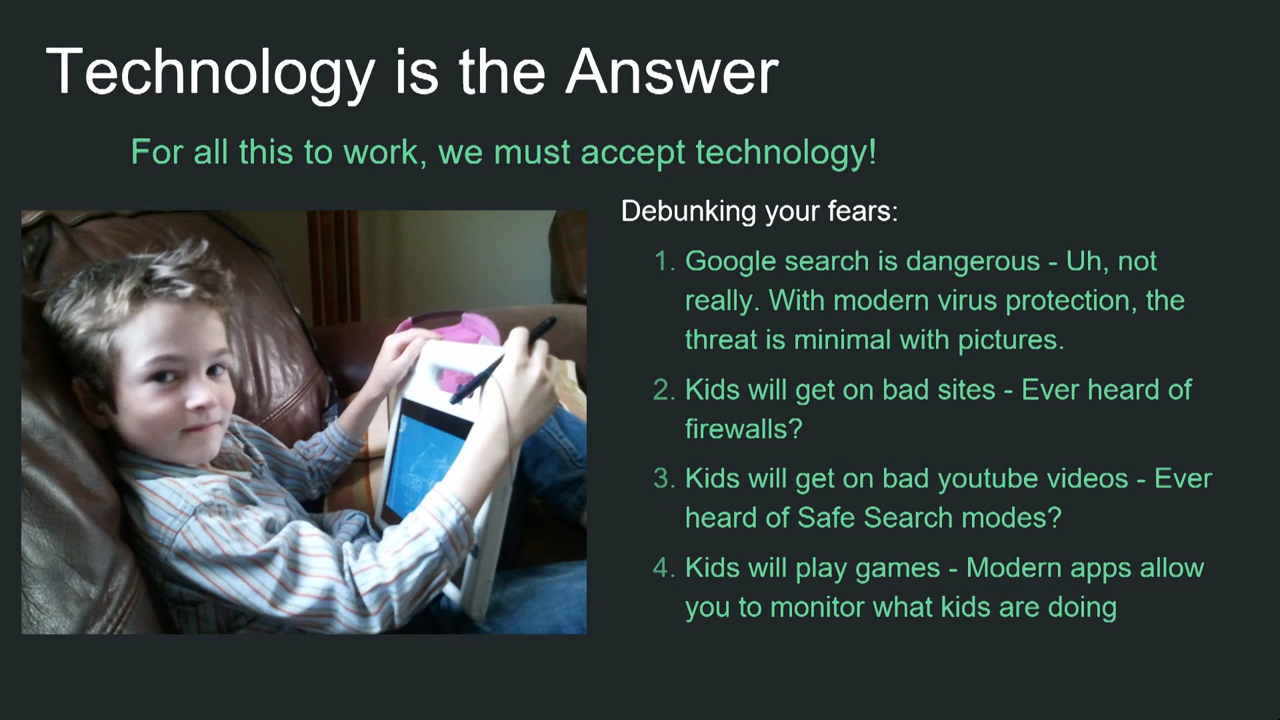 Technology is the Answer
For all this to work, we must accept technology!
Debunking your fears:
1. Google search is dangerous - Uh, not
really. With modern virus protection, the
threat is minimal with pictures.
2. Kids will get on bad sites - Ever heard of
firewalls?
3. Kids will get on bad youtube videos - Ever
heard of Safe Search modes?
4. Kids will play games - Modern apps allow
you to monitor what kids are doing